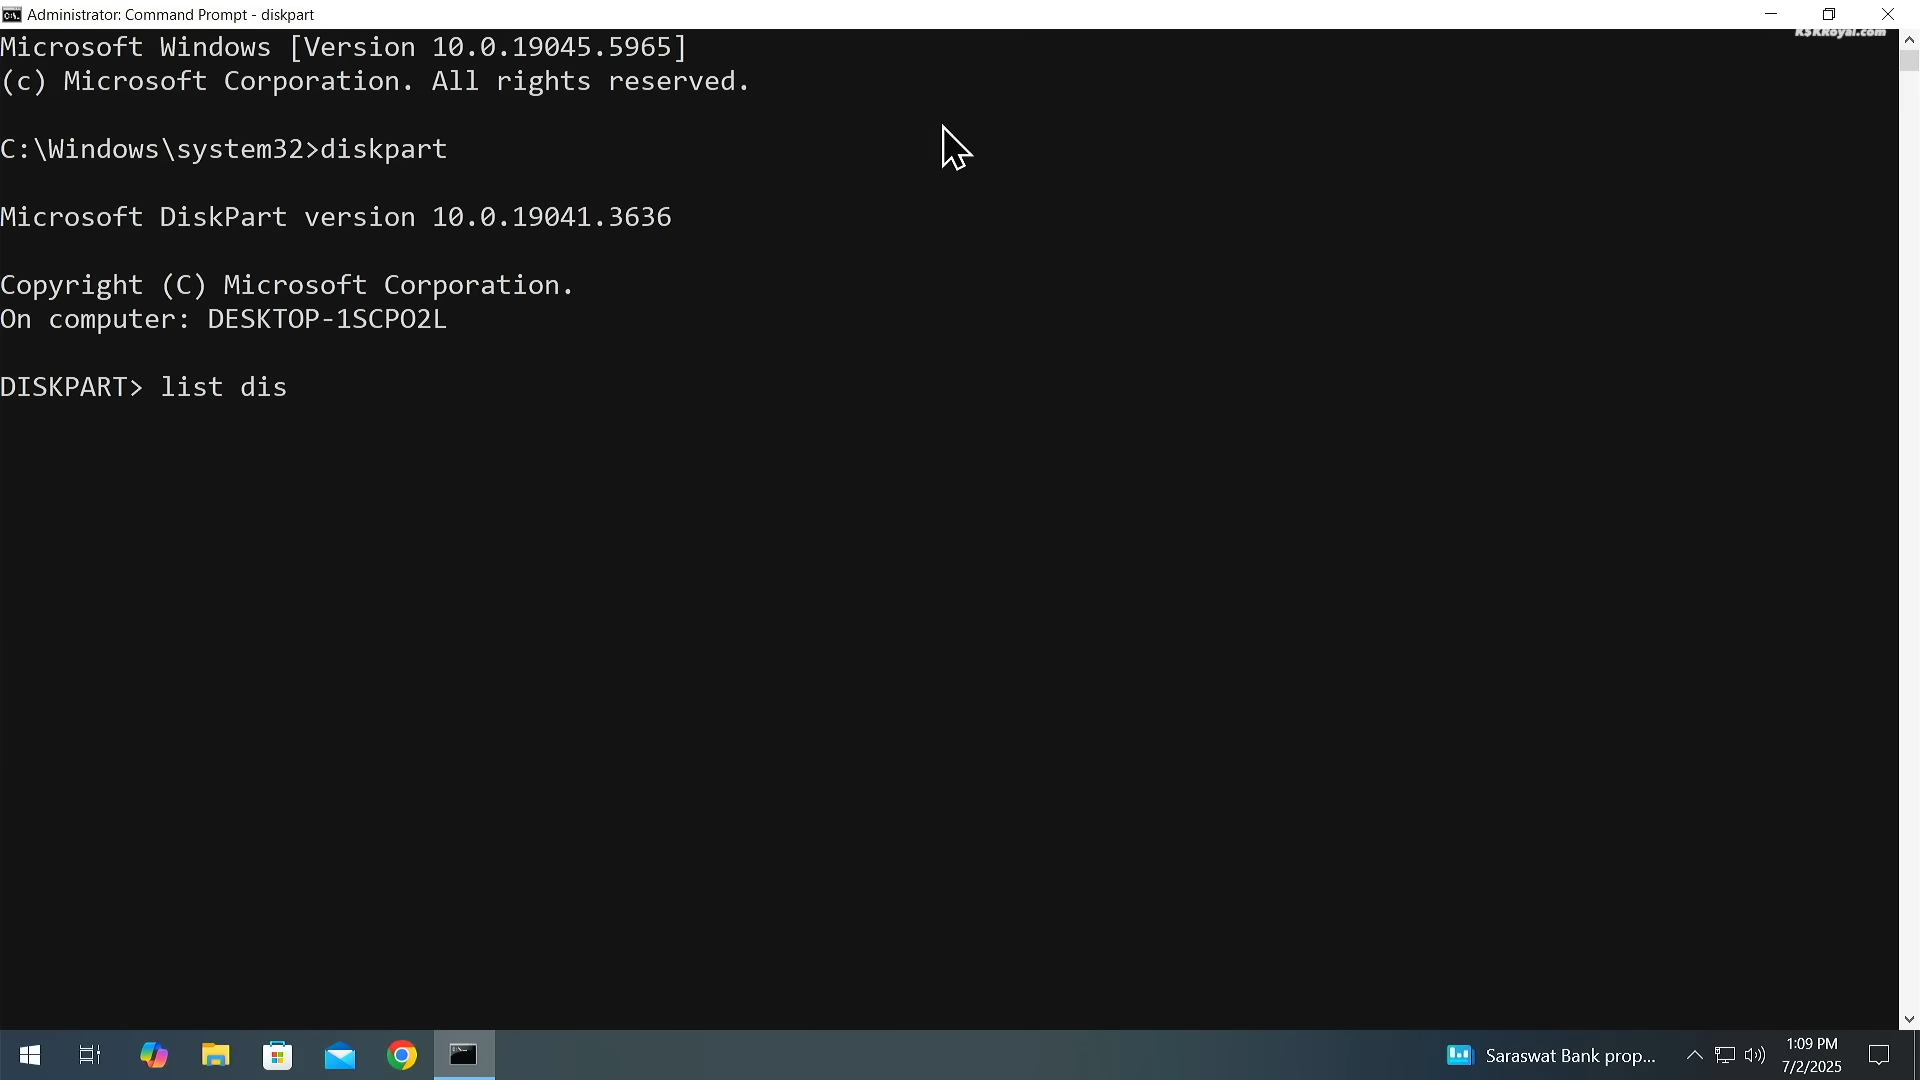 Administrator: Command Prompt - diskpart
KSKRoyal.com
Microsoft Windows [Version 10.0.19045.5965]
(c) Microsoft Corporation. All rights reserved.
C:\Windows\system32>diskpart
Microsoft DiskPart version 10.0.19041.3636
Copyright (C) Microsoft Corporation.
On computer: DESKTOP-1SCPO2L
DISKPART> list dis
Saraswat Bank prop...
1:09 PM
7/2/2025